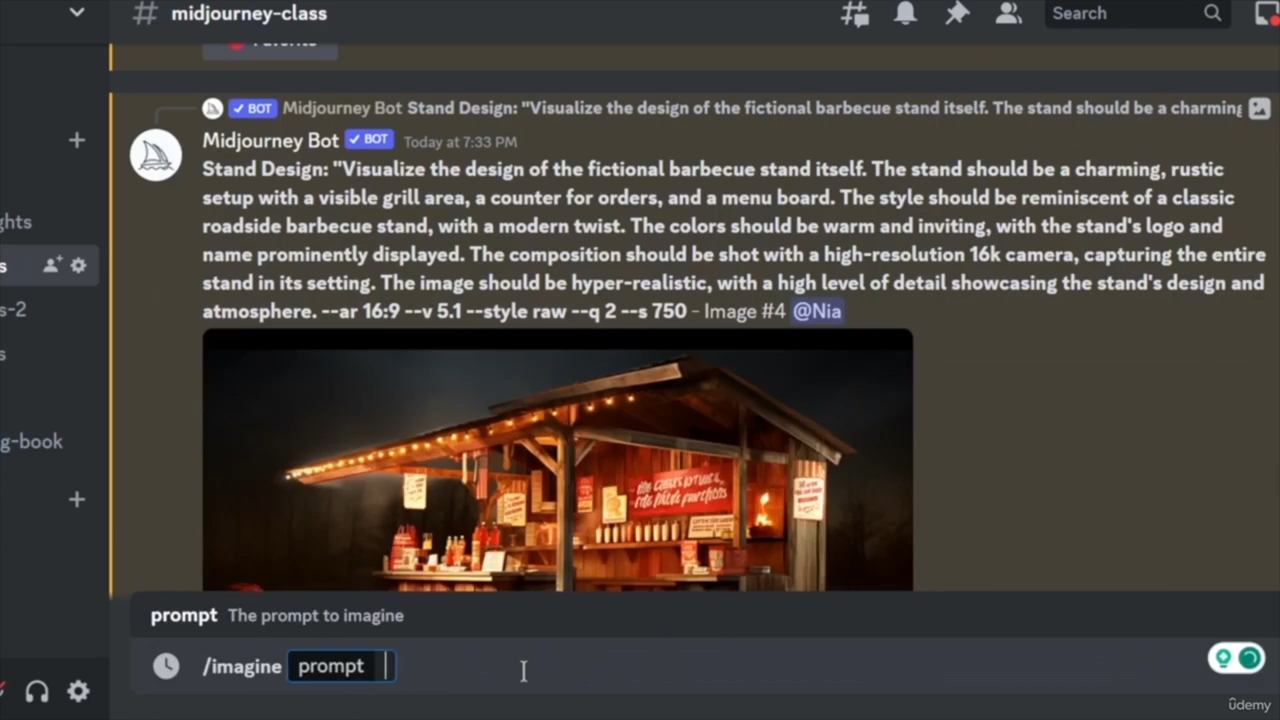 midjourney-class
Search
BOT Midjourney Bot Stand Design: "Visualize the design of the fictional barbecue stand itself. The stand should be a charming
Midjourney Bot BOT Today at 7:33 PM
Stand Design: "Visualize the design of the fictional barbecue stand itself. The stand should be a charming, rustic
setup with a visible grill area, a counter for orders, and a menu board. The style should be reminiscent of a classic
roadside barbecue stand, with a modern twist. The colors should be warm and inviting, with the stand's logo and
name prominently displayed. The composition should be shot with a high-resolution 16k camera, capturing the entire
stand in its setting. The image should be hyper-realistic, with a high level of detail showcasing the stand's design and
atmosphere. --ar 16:9 --v 5.1 --style raw --q 2 --s 750 - Image #4 @Nia
ghts
s
s-2
s
g-book
prompt The prompt to imagine
/imagine prompt
ûdemy